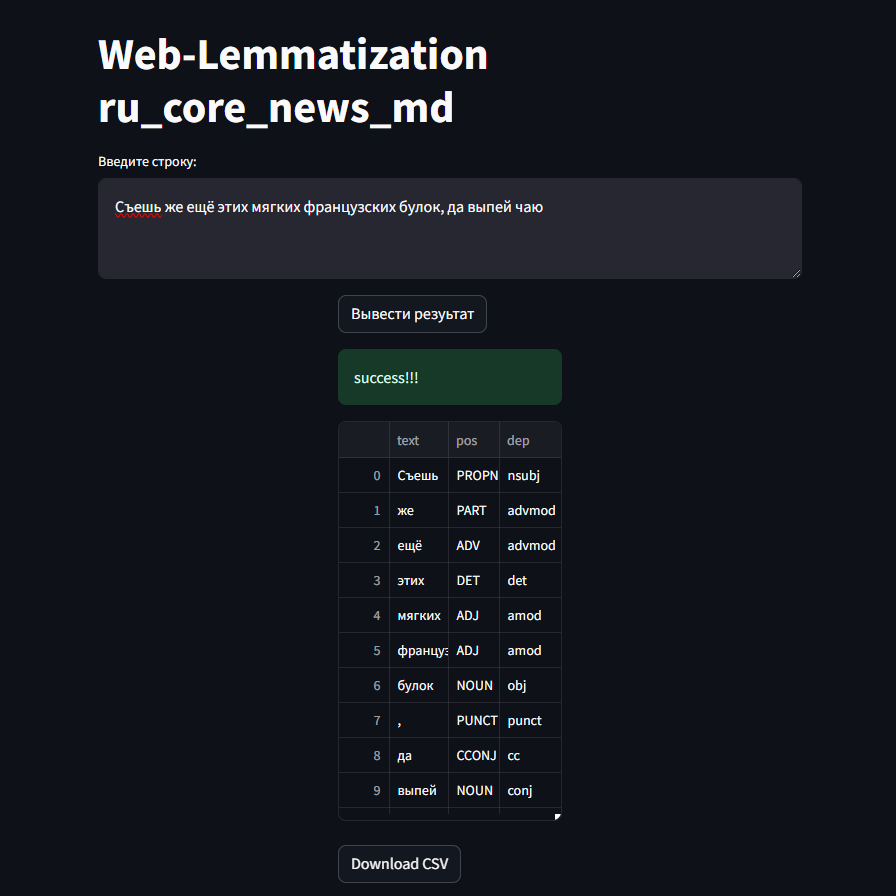 Web-Lemmatization
ru_core_news_md
Введите строку:
Съешь же ещё этих мягких французских булок, да выпей чаю
Вывести резуьтат
success!!!
text pos dep
0 Съешь PROPN nsubj
1 же PART advmod
2 ещё ADV advmod
3 этих DET det
4 мягких ADJ amod
5 француз ADJ amod
6 булок NOUN obj
7 , PUNCT punct
8 да CCONJ cc
9 выпей NOUN conj
Download CSV